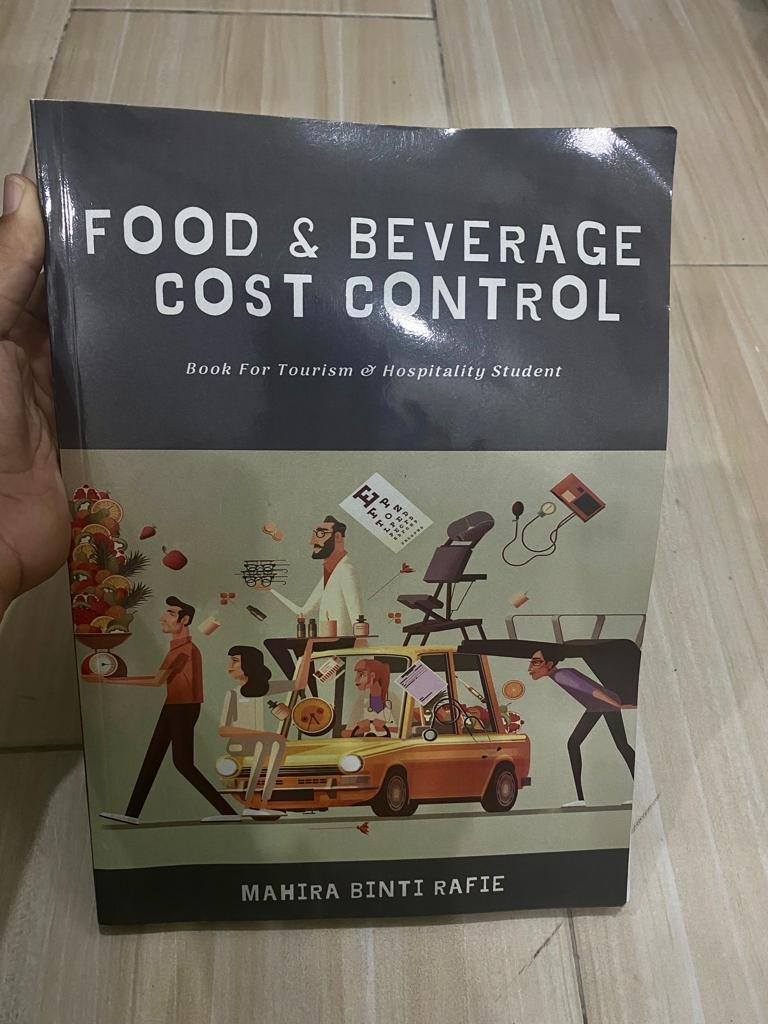 FOOD & BEVERAGE
COST CONTROL
Book For Tourism & Hospitality Student
MAHIRA BINTI RAFIE